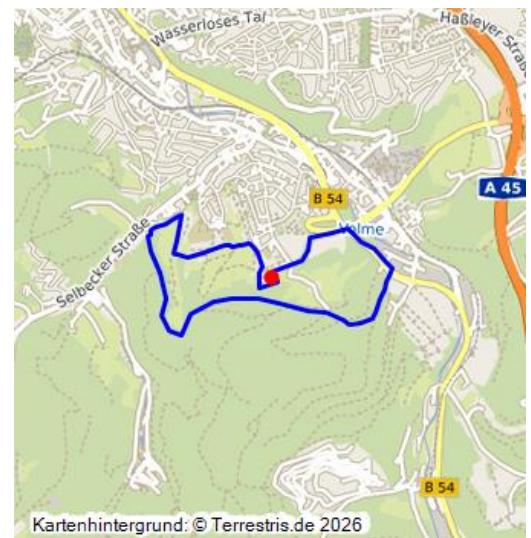 Wasserloses Tal
Haßleyer Straße
A 45
B 54
Volme
Selbecker Straße
B 54
Kartenhintergrund: © Terrestris.de 2026